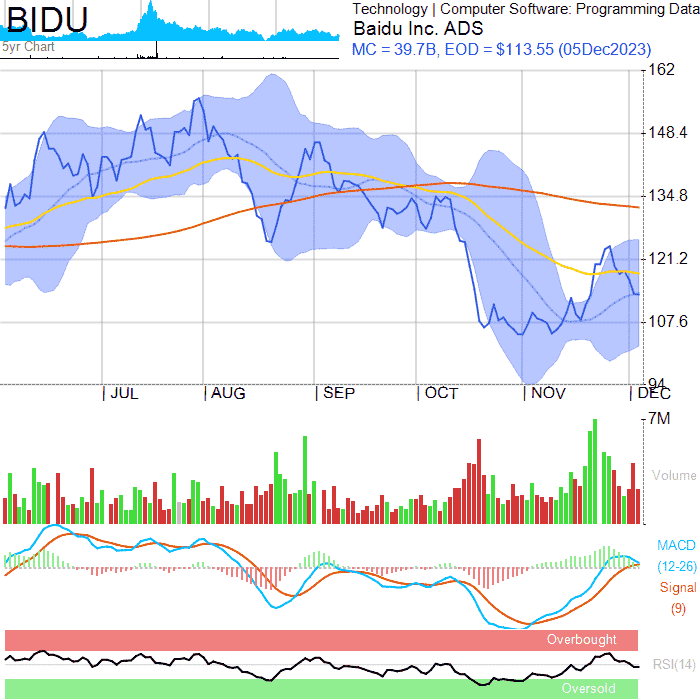 BIDU
5yr Chart
Technology | Computer Software: Programming Data
Baidu Inc. ADS
MC = 39.7B, EOD = $113.55 (05Dec2023)
162
148.4
134.8
121.2
107.6
94
JUL
AUG
SEP
OCT
NOV
DEC
7M
Volume
MACD
(12-26)
Signal
(9)
Overbought
RSI(14)
Oversold